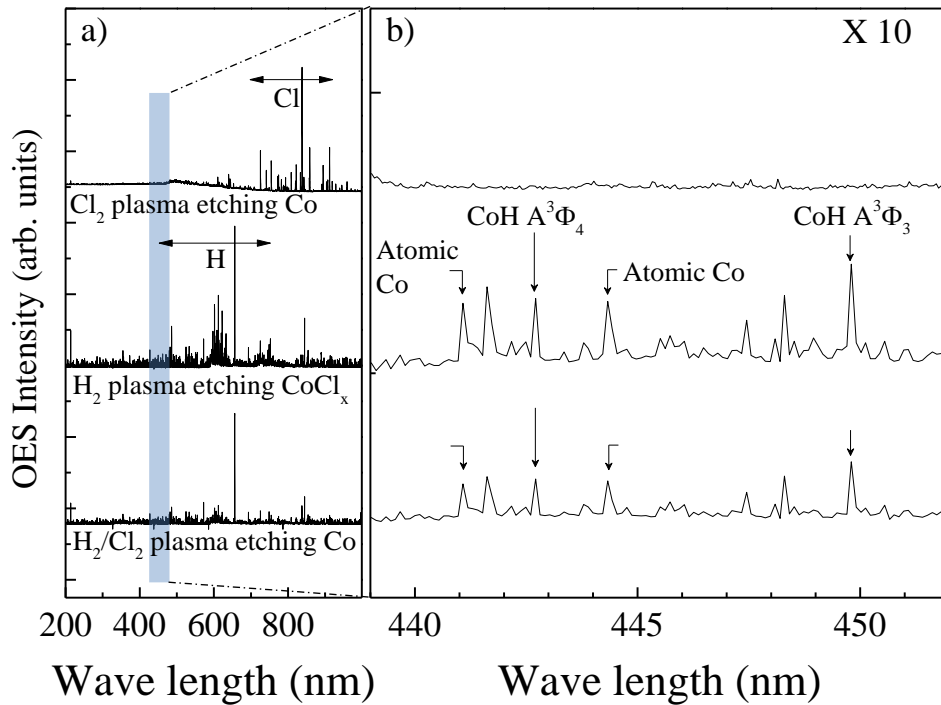 a)
b)
X 10
Cl
Cl₂ plasma etching Co
H
H₂ plasma etching CoClₓ
H₂/Cl₂ plasma etching Co
CoH A³Φ₄
CoH A³Φ₃
Atomic
Co
Atomic Co
OES Intensity (arb. units)
200 400 600 800
440 445 450
Wave length (nm)
Wave length (nm)